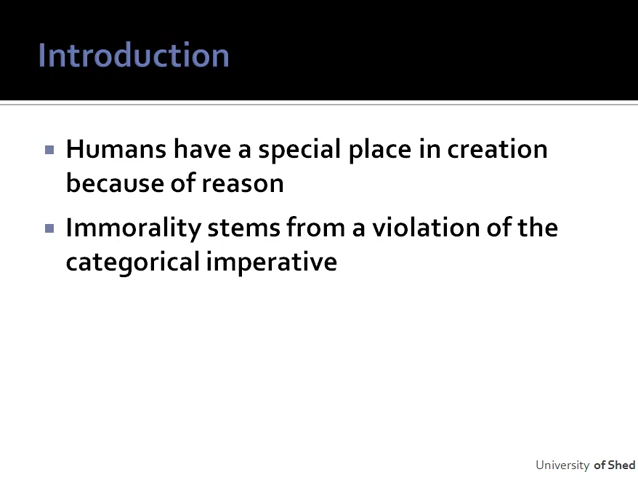 Introduction
Humans have a special place in creation
because of reason
Immorality stems from a violation of the
categorical imperative
University of Shed